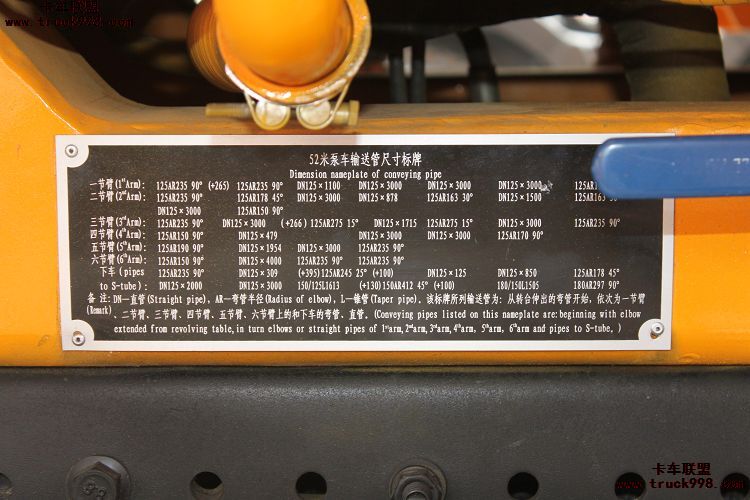 卡车联盟
www.truck998.com
52米泵车输送管尺寸标牌
Dimension nameplate of conveying pipe
一节臂(1stArm): 125AR235 90° (+265) 125AR235 90° DN125×1100 DN125×3000 DN125×3000 DN125×3000
二节臂(2ndArm): 125AR235 90° 125AR178 45° DN125×3000 DN125×878 125AR163 30° DN125×1500
DN125×3000 125AR150 90°
三节臂(3rdArm): 125AR235 90° DN125×3000 (+266)125AR275 15° DN125×1715 125AR275 15° DN125×3000 125AR235 90°
四节臂(4thArm): 125AR150 90° DN125×479 DN125×3000 DN125×3000 125AR170 90°
五节臂(5thArm): 125AR190 90° DN125×1954 DN125×3000 125AR235 90°
六节臂(6thArm): 125AR150 90° DN125×4000 125AR235 90° 125AR235 90°
下车(pipes 125AR235 90° DN125×309 (+395)125AR245 25° (+100) DN125×125 DN125×850 125AR178 45°
to S-tube): DN125×2000 DN125×3000 150/125L1613 (+130)150AR412 45° (+100) 180/150L1505 180AR297 90°
备注: DN—直管(Straight pipe), AR—弯管半径(Radius of elbow), L—锥管(Taper pipe)。该标牌所列输送管为: 从转台伸出的弯管开始, 依次为一节臂
(Remark) 、二节臂、三节臂、四节臂、五节臂、六节臂上的和下车的弯管、直管。(Conveying pipes listed on this nameplate are: beginning with elbow
extended from revolving table, in turn elbows or straight pipes of 1starm, 2ndarm, 3rdarm, 4tharm, 5tharm, 6tharm and pipes to S-tube。)
卡车联盟
www.truck998.com